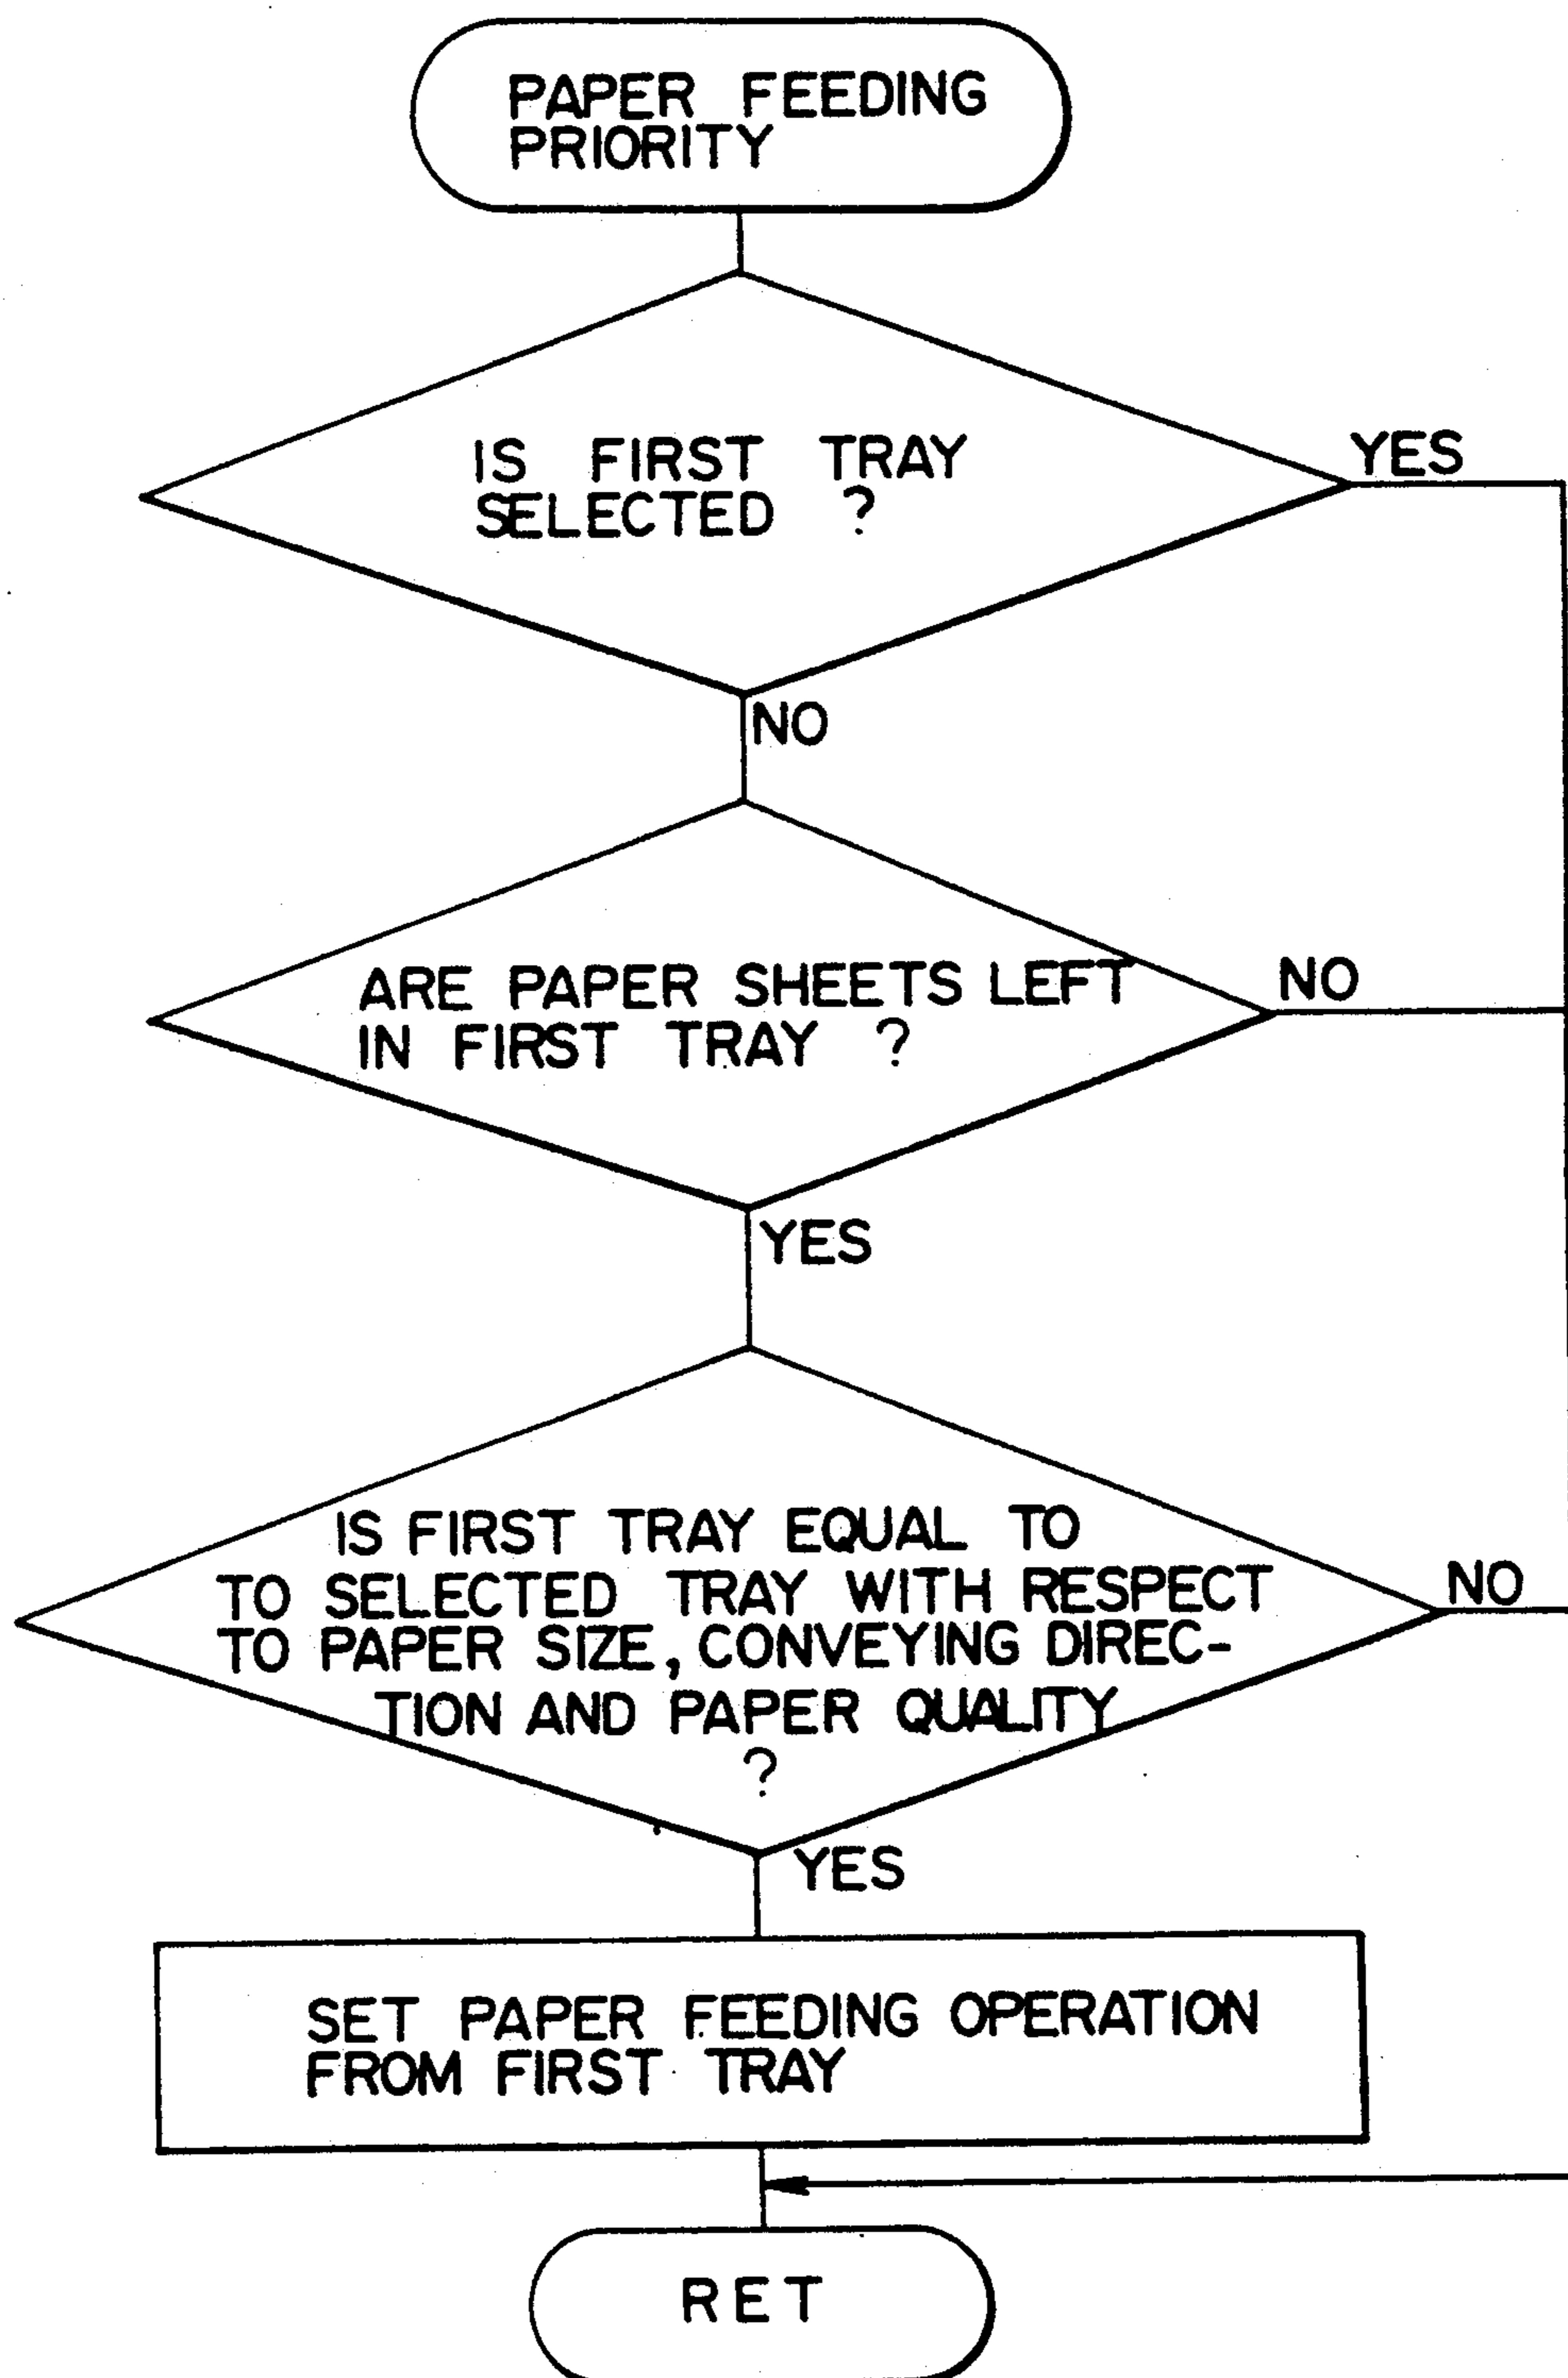 PAPER FEEDING
PRIORITY
IS FIRST TRAY
SELECTED ?
YES
NO
ARE PAPER SHEETS LEFT
IN FIRST TRAY ?
NO
YES
IS FIRST TRAY EQUAL TO
TO SELECTED TRAY WITH RESPECT
TO PAPER SIZE, CONVEYING DIREC-
TION AND PAPER QUALITY
?
NO
YES
SET PAPER FEEDING OPERATION
FROM FIRST TRAY
RET